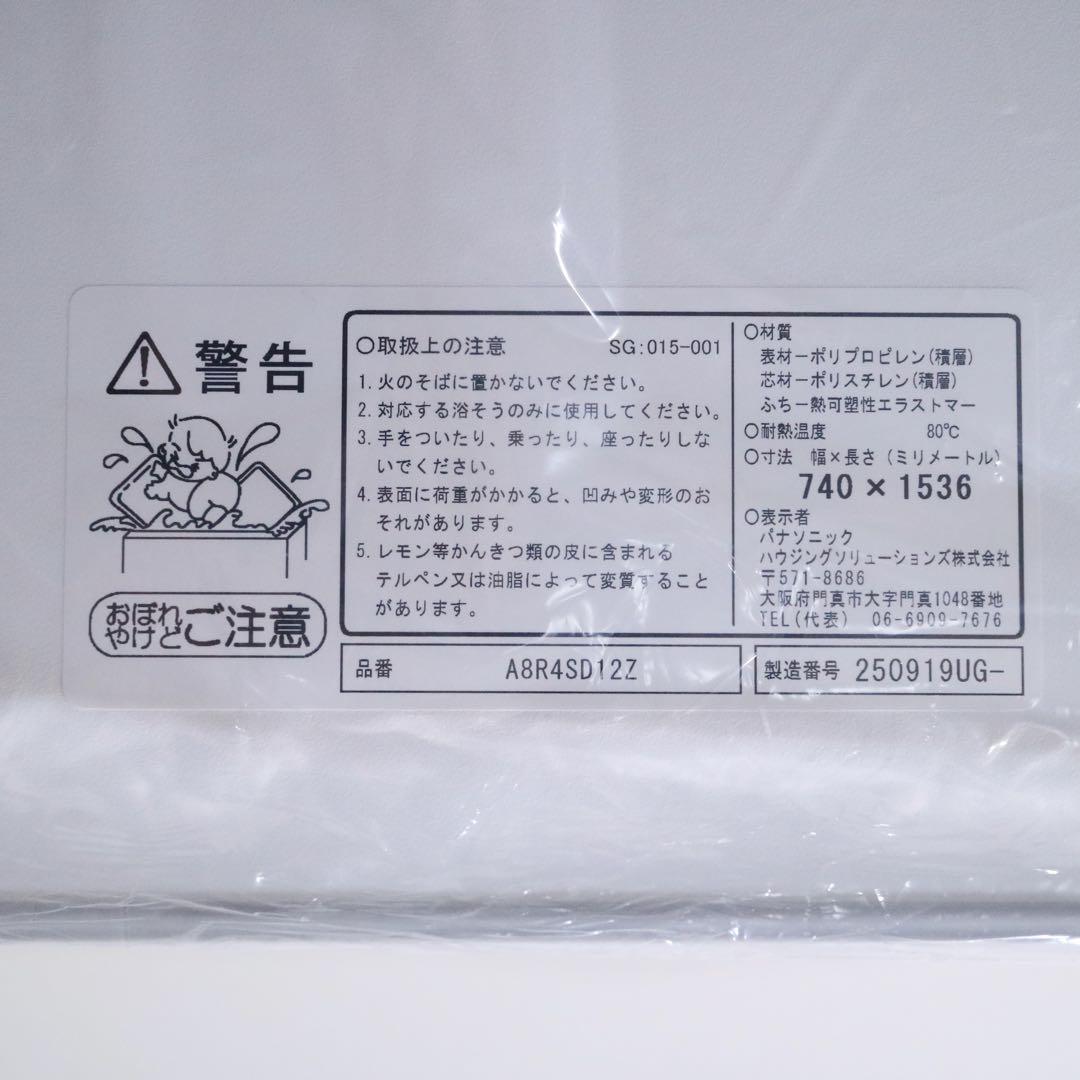 警告
おぼれ
やけど
ご注意
○取扱上の注意 SG:015-001
1. 火のそばに置かないでください。
2. 対応する浴そうのみに使用してください。
3. 手をついたり、乗ったり、座ったりしな
いでください。
4. 表面に荷重がかかると、凹みや変形のお
それがあります。
5. レモン等かんきつ類の皮に含まれる
テルペン又は油脂によって変質すること
があります。
○材質
表材ーポリプロピレン(積層)
芯材ーポリスチレン(積層)
ふちー熱可塑性エラストマー
○耐熱温度 80℃
○寸法 幅×長さ(ミリメートル)
740 × 1536
○表示者
パナソニック
ハウジングソリューションズ株式会社
〒571-8686
大阪府門真市大字門真1048番地
TEL(代表) 06-6909-7676
品番 A8R4SD12Z
製造番号 250919UG-